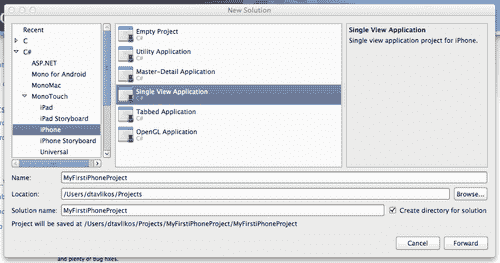 New Solution
Recent
C
C#
ASP.NET
Mono for Android
MonoMac
MonoTouch
iPad
iPad Storyboard
iPhone
iPhone Storyboard
Universal
Empty Project
C#
Utility Application
C#
Master-Detail Application
C#
Single View Application
C#
Tabbed Application
C#
OpenGL Application
C#
Single View Application
Single view application project for iPhone.
Name:
MyFirstiPhoneProject
Location:
/Users/dtavlikos/Projects
Browse...
Solution name:
MyFirstiPhoneProject
Create directory for solution
Project will be saved at /Users/dtavlikos/Projects/MyFirstiPhoneProject/MyFirstiPhoneProject
Cancel
Forward
and plenty of bug fixes.